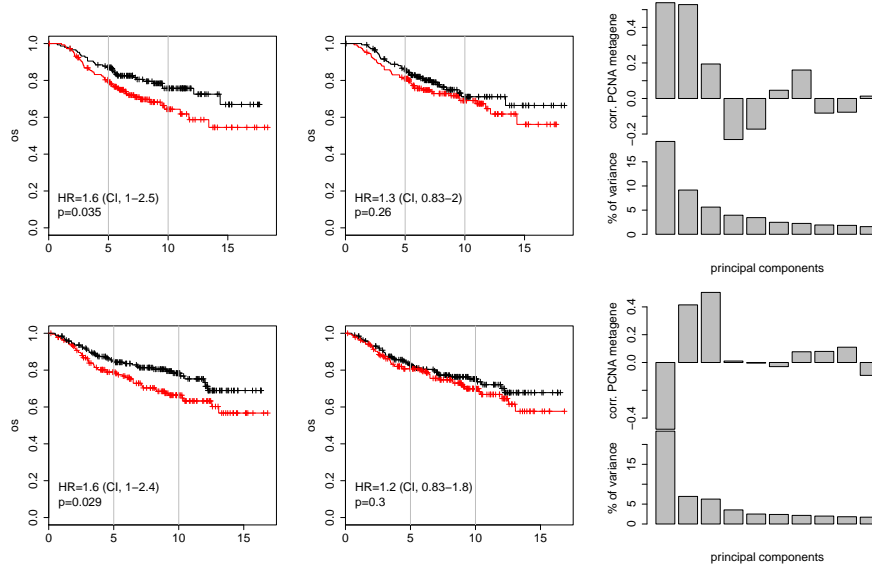 os
1.0
0.8
0.6
0.4
0.2
0.0
HR=1.6 (CI, 1−2.5)
p=0.035
0 5 10 15
os
1.0
0.8
0.6
0.4
0.2
0.0
HR=1.3 (CI, 0.83−2)
p=0.26
0 5 10 15
corr. PCNA metagene
0.4
0.0
−0.2
% of variance
15
10
5
0
principal components
os
1.0
0.8
0.6
0.4
0.2
0.0
HR=1.6 (CI, 1−2.4)
p=0.029
0 5 10 15
os
1.0
0.8
0.6
0.4
0.2
0.0
HR=1.2 (CI, 0.83−1.8)
p=0.3
0 5 10 15
corr. PCNA metagene
0.4
0.0
−0.4
% of variance
15
5
0
principal components